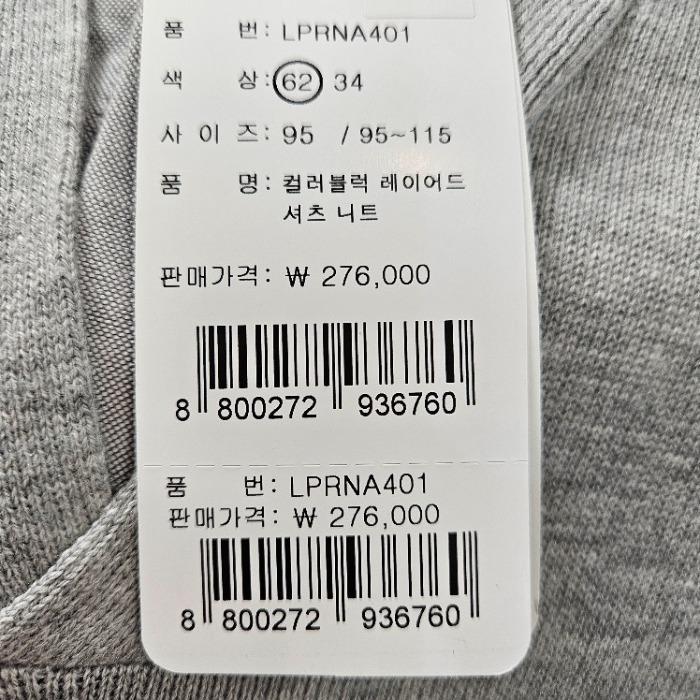 품 번: LPRNA401
색 상: 62 34
사 이 즈: 95 / 95~115
품 명: 컬러블럭 레이어드
셔츠 니트
판매가격: ₩ 276,000
8 800272 936760
품 번: LPRNA401
판매가격: ₩ 276,000
8 800272 936760